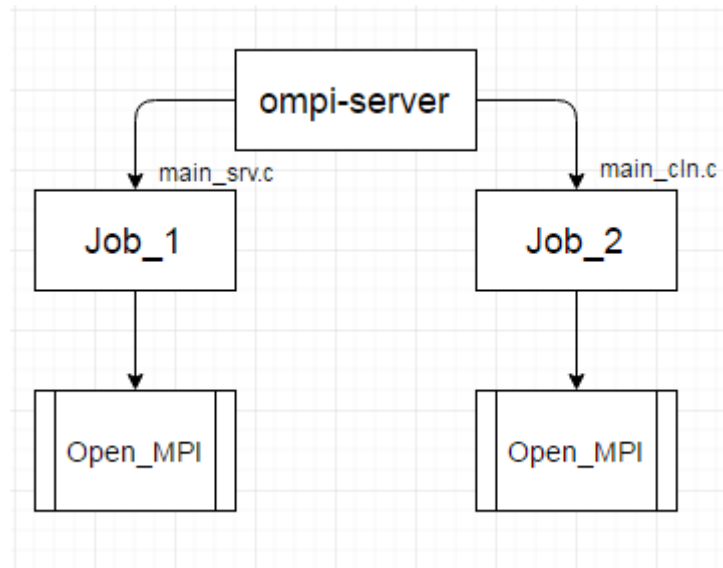 ompi-server
main_srv.c
main_cln.c
Job_1
Job_2
Open_MPI
Open_MPI